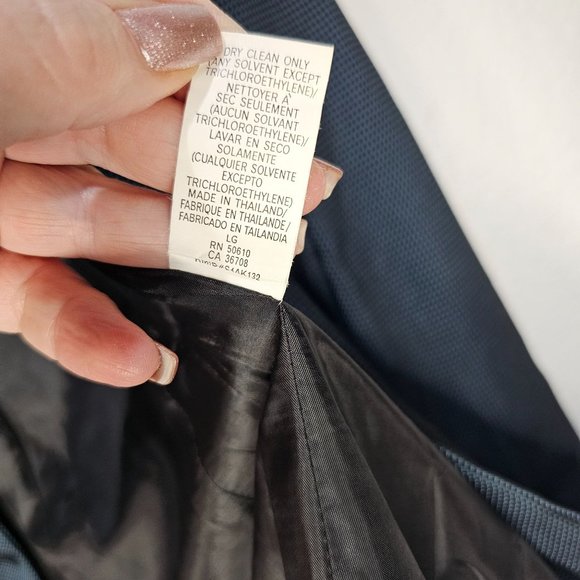 DRY CLEAN ONLY
(ANY SOLVENT EXCEPT
TRICHLOROETHYLENE)/
NETTOYER À
SEC SEULEMENT
(AUCUN SOLVANT
TRICHLOROETHYLENE)/
LAVAR EN SECO
SOLAMENTE
(CUALQUIER SOLVENTE
EXCEPTO
TRICHLOROETHYLENE)
MADE IN THAILAND/
FABRIQUE EN THAILANDE/
FABRICADO EN TAILANDIA
LG
RN 50610
CA 36708